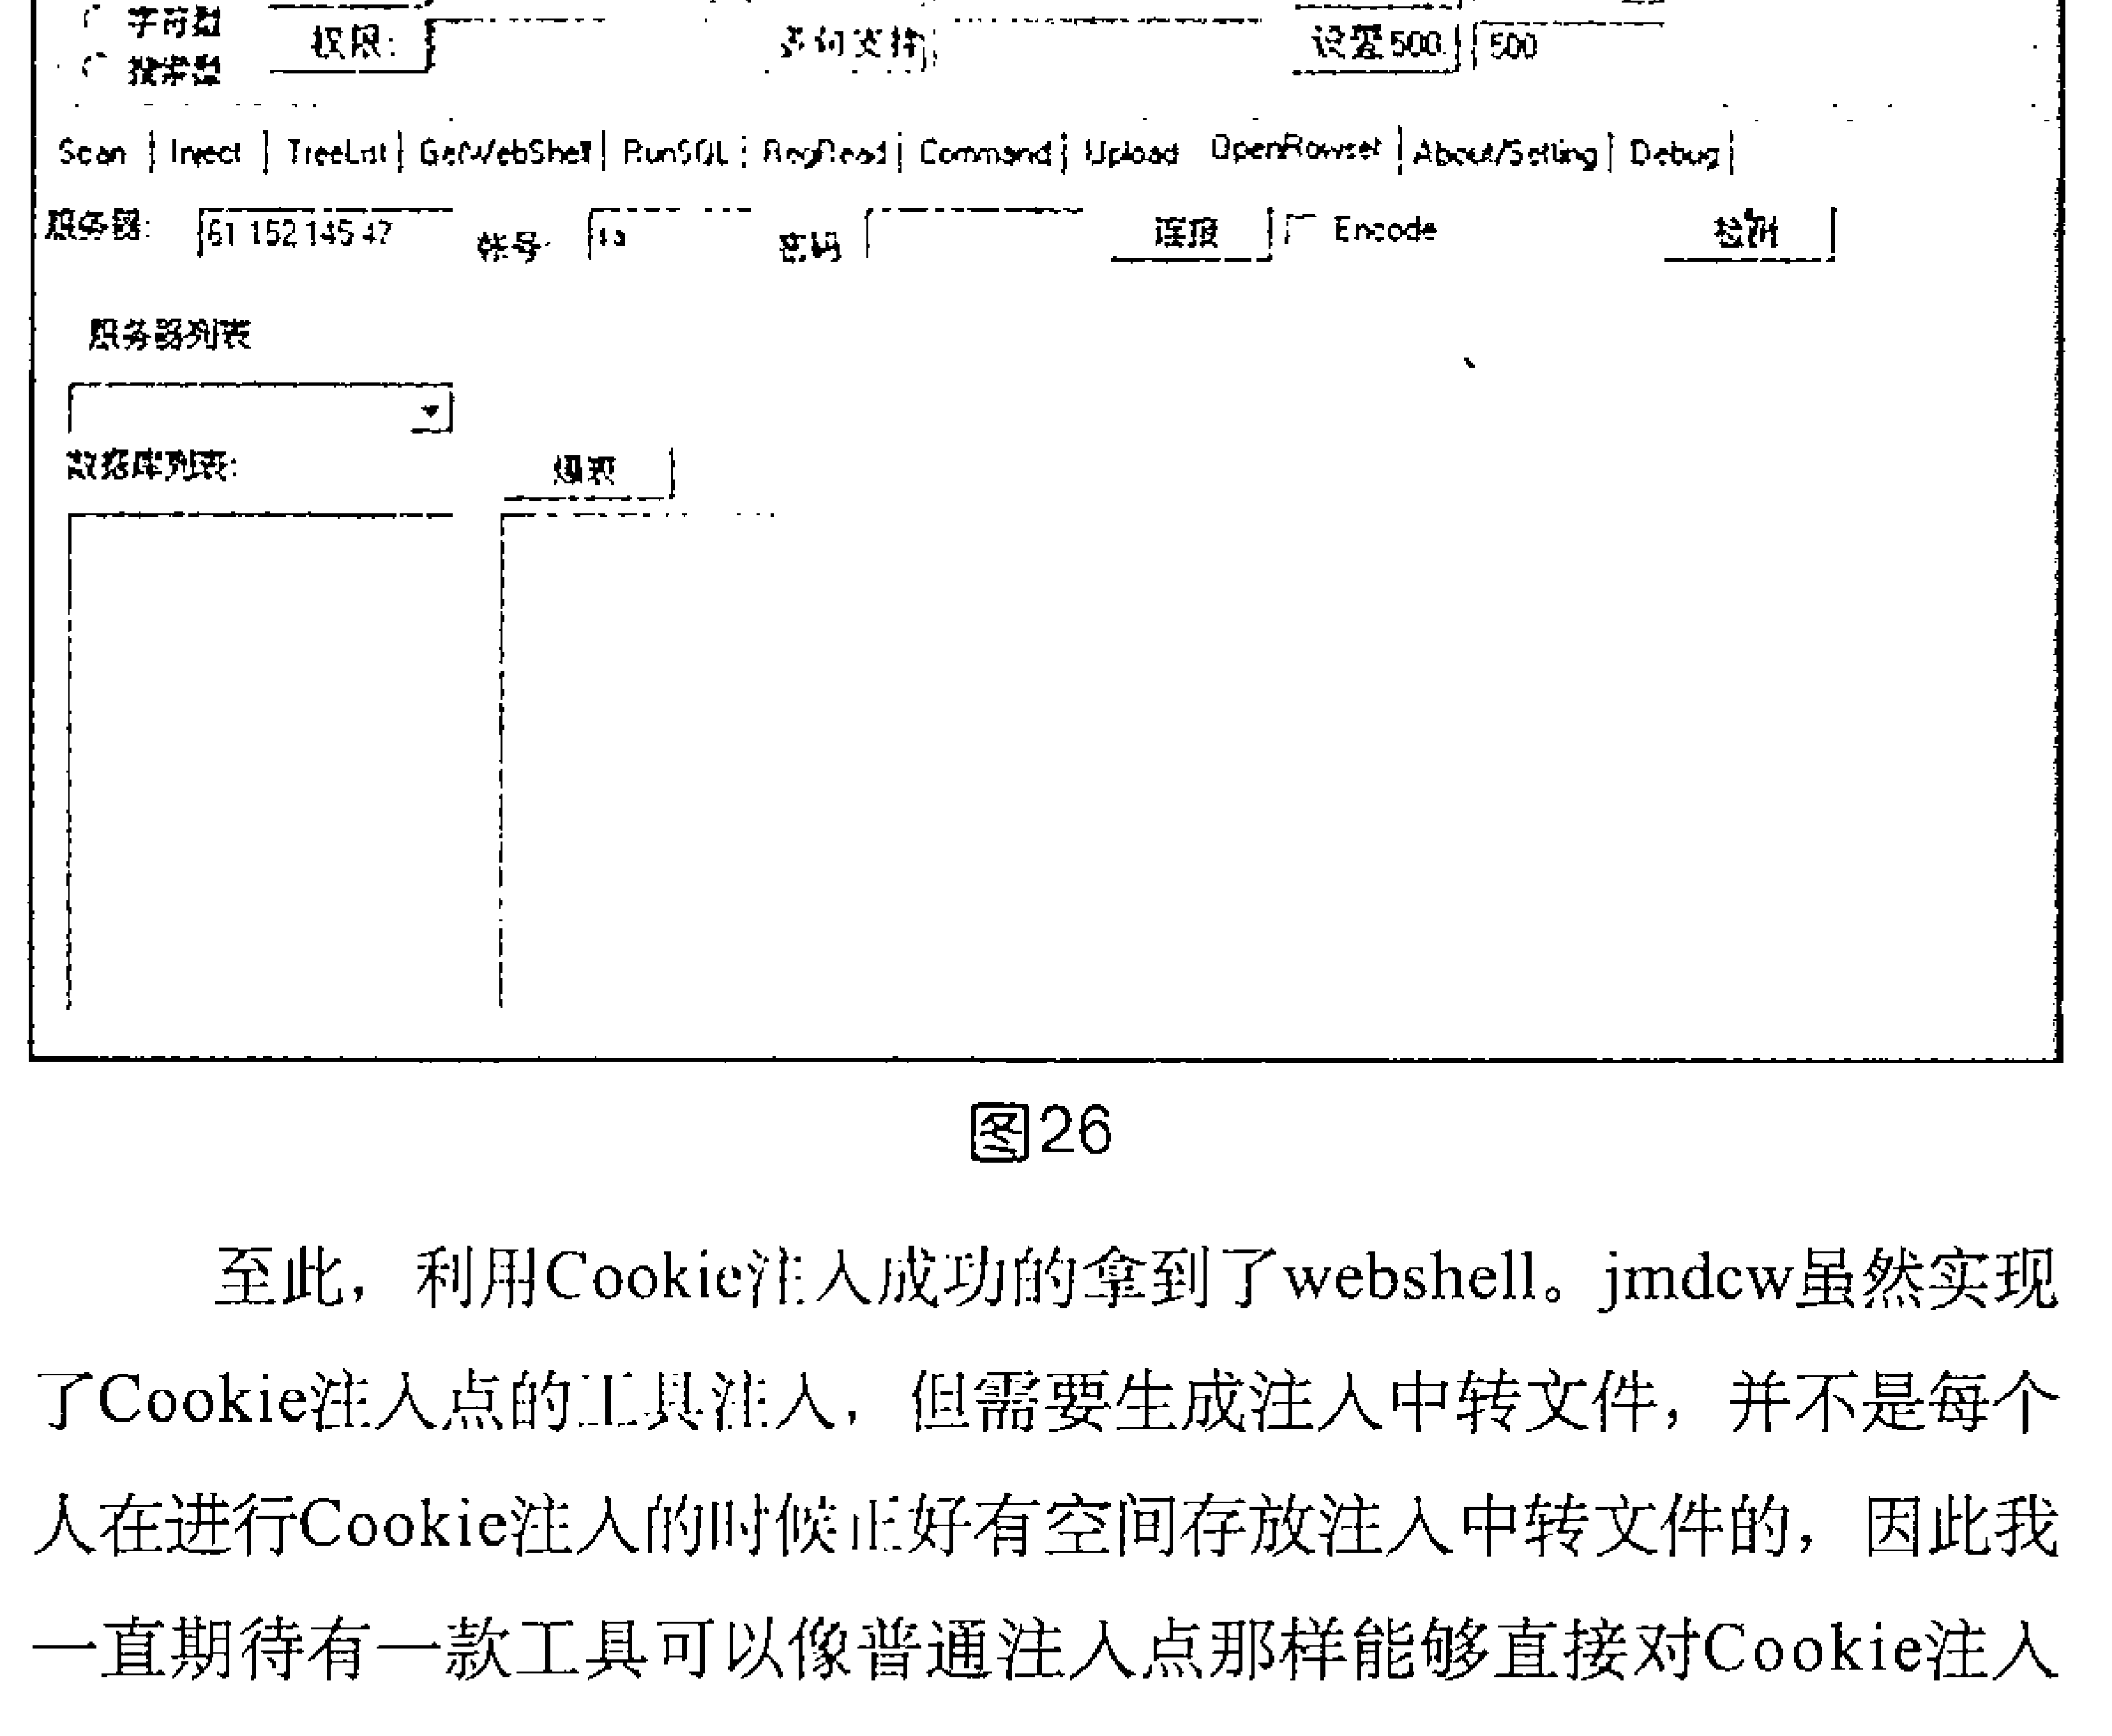 字符型
权限: 多句支持: 设置500 500
搜索型
Scan Inject TreeList GetWebShell RunSQL RegRead Command Upload OpenRowset About/Setting Debug
服务器: 61 152 145 47 帐号: 密码 连接 Encode 检测
服务器列表
数据库列表: 爆表
图26
至此，利用Cookie注入成功的拿到了webshell。jmdcw虽然实现
了Cookie注入点的工具注入，但需要生成注入中转文件，并不是每个
人在进行Cookie注入的时候正好有空间存放注入中转文件的，因此我
一直期待有一款工具可以像普通注入点那样能够直接对Cookie注入